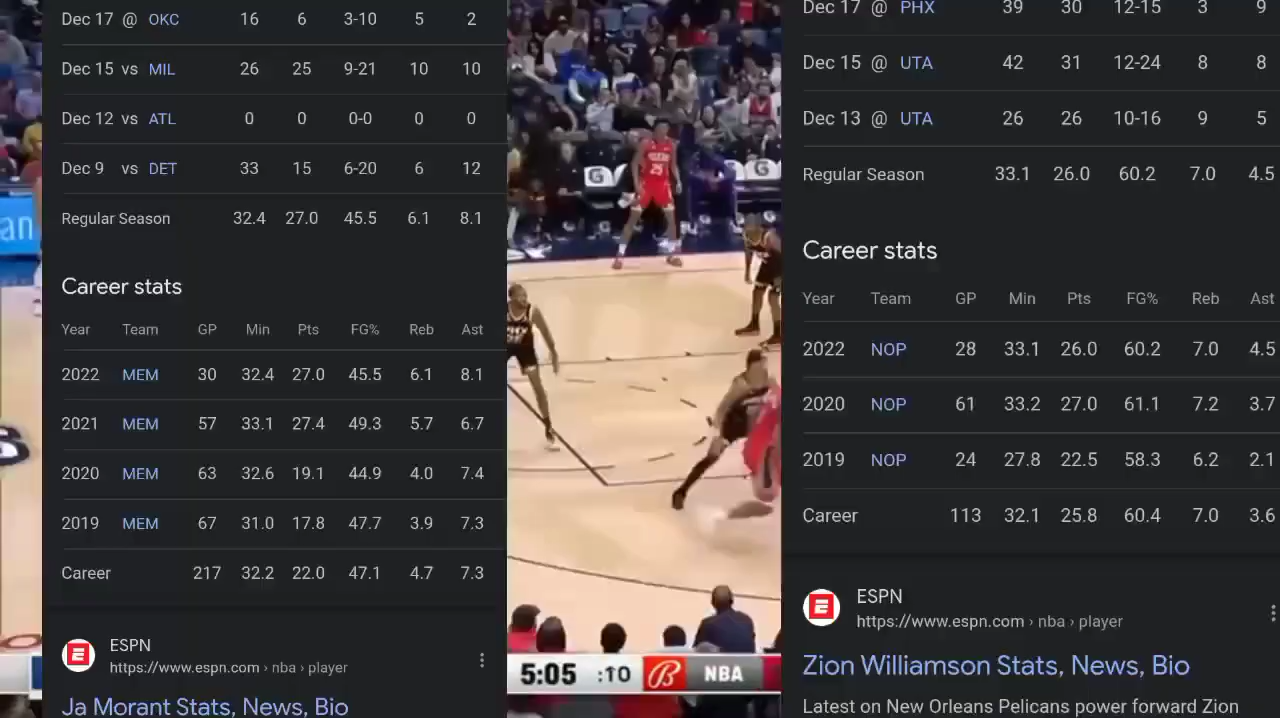 Dec 17 @ OKC 16 6 3-10 5 2
Dec 15 vs MIL 26 25 9-21 10 10
Dec 12 vs ATL 0 0 0-0 0 0
Dec 9 vs DET 33 15 6-20 6 12
Regular Season 32.4 27.0 45.5 6.1 8.1
Career stats
Year Team GP Min Pts FG% Reb Ast
2022 MEM 30 32.4 27.0 45.5 6.1 8.1
2021 MEM 57 33.1 27.4 49.3 5.7 6.7
2020 MEM 63 32.6 19.1 44.9 4.0 7.4
2019 MEM 67 31.0 17.8 47.7 3.9 7.3
Career 217 32.2 22.0 47.1 4.7 7.3
ESPN
https://www.espn.com › nba › player
Ja Morant Stats, News, Bio
an
G
G
25
5:05 :10 B NBA
Dec 17 @ PHX 39 30 12-15 3 9
Dec 15 @ UTA 42 31 12-24 8 8
Dec 13 @ UTA 26 26 10-16 9 5
Regular Season 33.1 26.0 60.2 7.0 4.5
Career stats
Year Team GP Min Pts FG% Reb Ast
2022 NOP 28 33.1 26.0 60.2 7.0 4.5
2020 NOP 61 33.2 27.0 61.1 7.2 3.7
2019 NOP 24 27.8 22.5 58.3 6.2 2.1
Career 113 32.1 25.8 60.4 7.0 3.6
ESPN
https://www.espn.com › nba › player
Zion Williamson Stats, News, Bio
Latest on New Orleans Pelicans power forward Zion